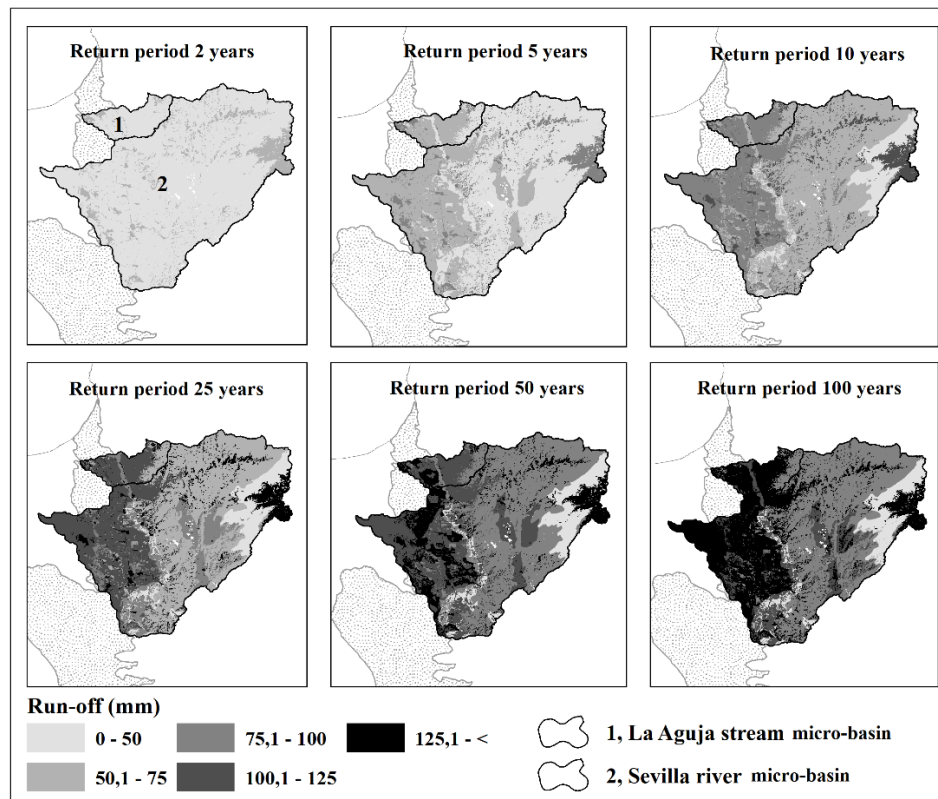 Return period 2 years
Return period 5 years
Return period 10 years
1
2
Return period 25 years
Return period 50 years
Return period 100 years
Run-off (mm)
0 - 50
75,1 - 100
125,1 - <
1, La Aguja stream micro-basin
50,1 - 75
100,1 - 125
2, Sevilla river micro-basin